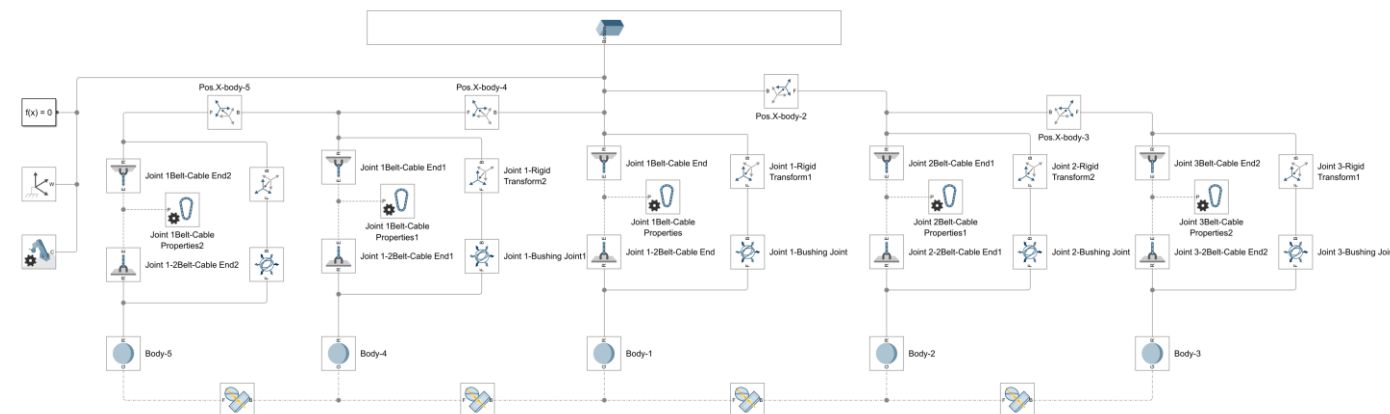 Body
Pos.X-body-5
Pos.X-body-4
Pos.X-body-2
Pos.X-body-3
f(x) = 0
Joint 1Belt-Cable End2
Joint 1Belt-Cable End1
Joint 1-Rigid
Transform2
Joint 1Belt-Cable End
Joint 1-Rigid
Transform1
Joint 2Belt-Cable End1
Joint 2-Rigid
Transform2
Joint 3Belt-Cable End2
Joint 3-Rigid
Transform1
Joint 1Belt-Cable
Properties2
Joint 1Belt-Cable
Properties1
Joint 1Belt-Cable
Properties
Joint 2Belt-Cable
Properties1
Joint 3Belt-Cable
Properties2
Joint 1-2Belt-Cable End2
Joint 1-2Belt-Cable End1
Joint 1-Bushing Joint1
Joint 1-2Belt-Cable End
Joint 1-Bushing Joint
Joint 2-2Belt-Cable End1
Joint 2-Bushing Joint
Joint 3-2Belt-Cable End2
Joint 3-Bushing Joi
Body-5
Body-4
Body-1
Body-2
Body-3